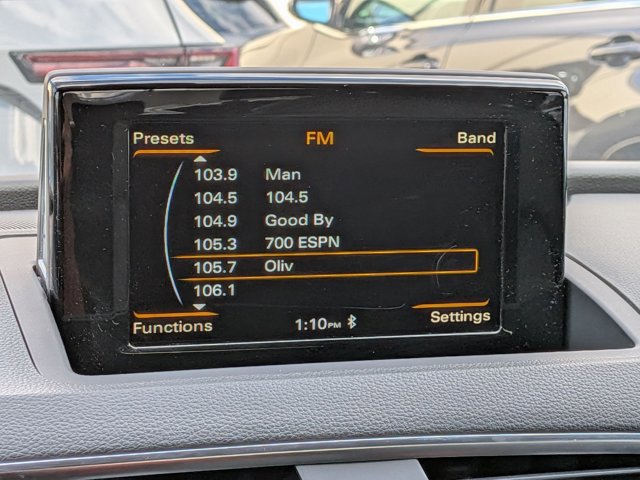 Presets FM Band
103.9 Man
104.5 104.5
104.9 Good By
105.3 700 ESPN
105.7 Oliv
106.1
Functions 1:10PM Settings